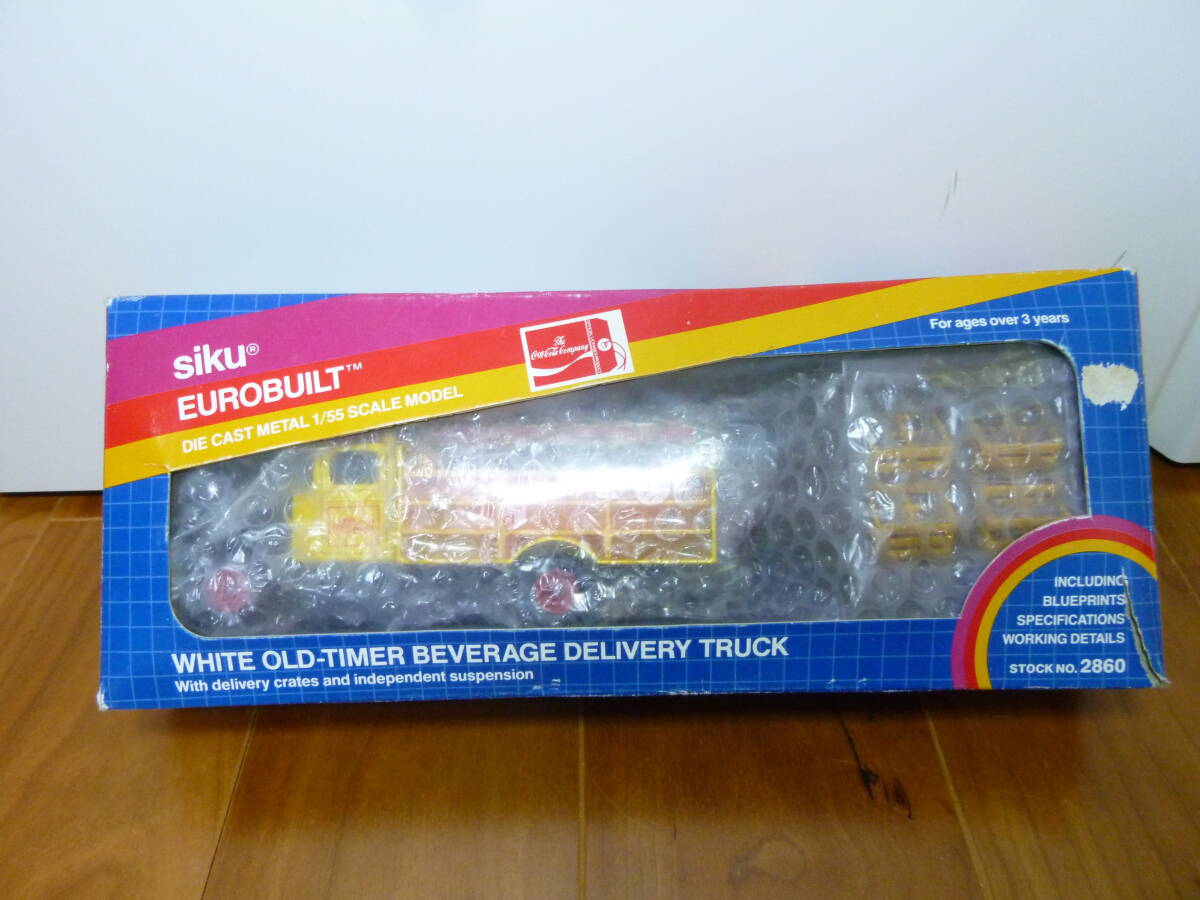 siku®
EUROBUILT™
DIE CAST METAL 1/55 SCALE MODEL
The
Coca-Cola Company
For ages over 3 years
INCLUDING
BLUEPRINTS
SPECIFICATIONS
WORKING DETAILS
STOCK NO. 2860
WHITE OLD-TIMER BEVERAGE DELIVERY TRUCK
With delivery crates and independent suspension